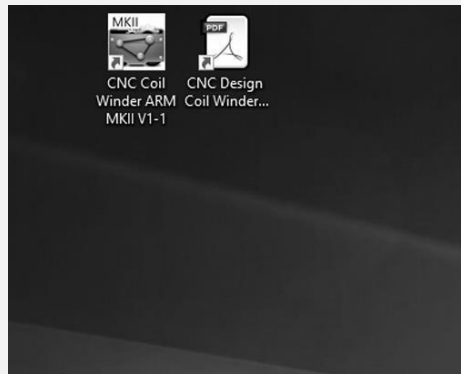 MKII
PDF
CNC Coil
Winder ARM
MKII V1-1
CNC Design
Coil Winder...